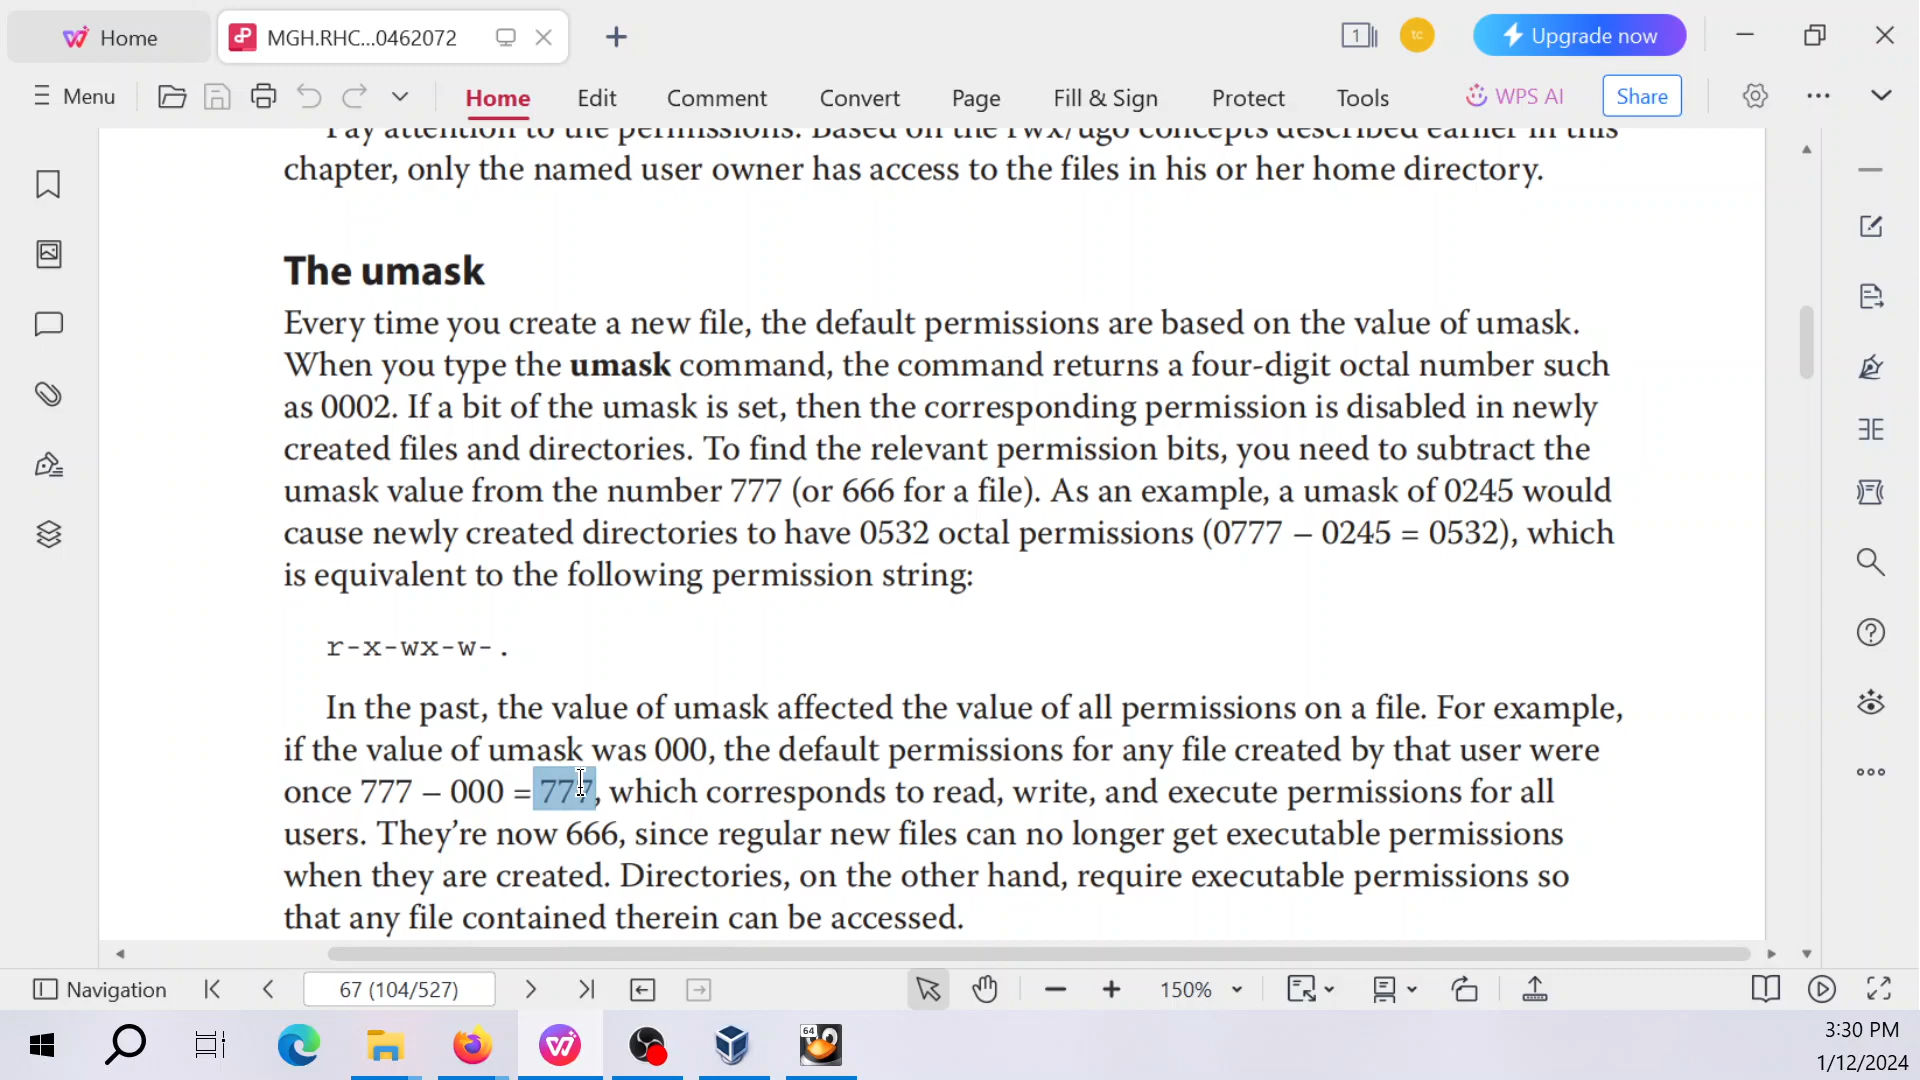 Home
MGH.RHC...0462072
1
tc
Upgrade now
Menu
Home
Edit
Comment
Convert
Page
Fill & Sign
Protect
Tools
WPS AI
Share
Pay attention to the permissions. Based on the rwx/ugo concepts described earlier in this
chapter, only the named user owner has access to the files in his or her home directory.
The umask
Every time you create a new file, the default permissions are based on the value of umask.
When you type the umask command, the command returns a four-digit octal number such
as 0002. If a bit of the umask is set, then the corresponding permission is disabled in newly
created files and directories. To find the relevant permission bits, you need to subtract the
umask value from the number 777 (or 666 for a file). As an example, a umask of 0245 would
cause newly created directories to have 0532 octal permissions (0777 – 0245 = 0532), which
is equivalent to the following permission string:
r-x-wx-w-.
In the past, the value of umask affected the value of all permissions on a file. For example,
if the value of umask was 000, the default permissions for any file created by that user were
once 777 – 000 = 777, which corresponds to read, write, and execute permissions for all
users. They're now 666, since regular new files can no longer get executable permissions
when they are created. Directories, on the other hand, require executable permissions so
that any file contained therein can be accessed.
Navigation
67 (104/527)
150%
64
3:30 PM
1/12/2024